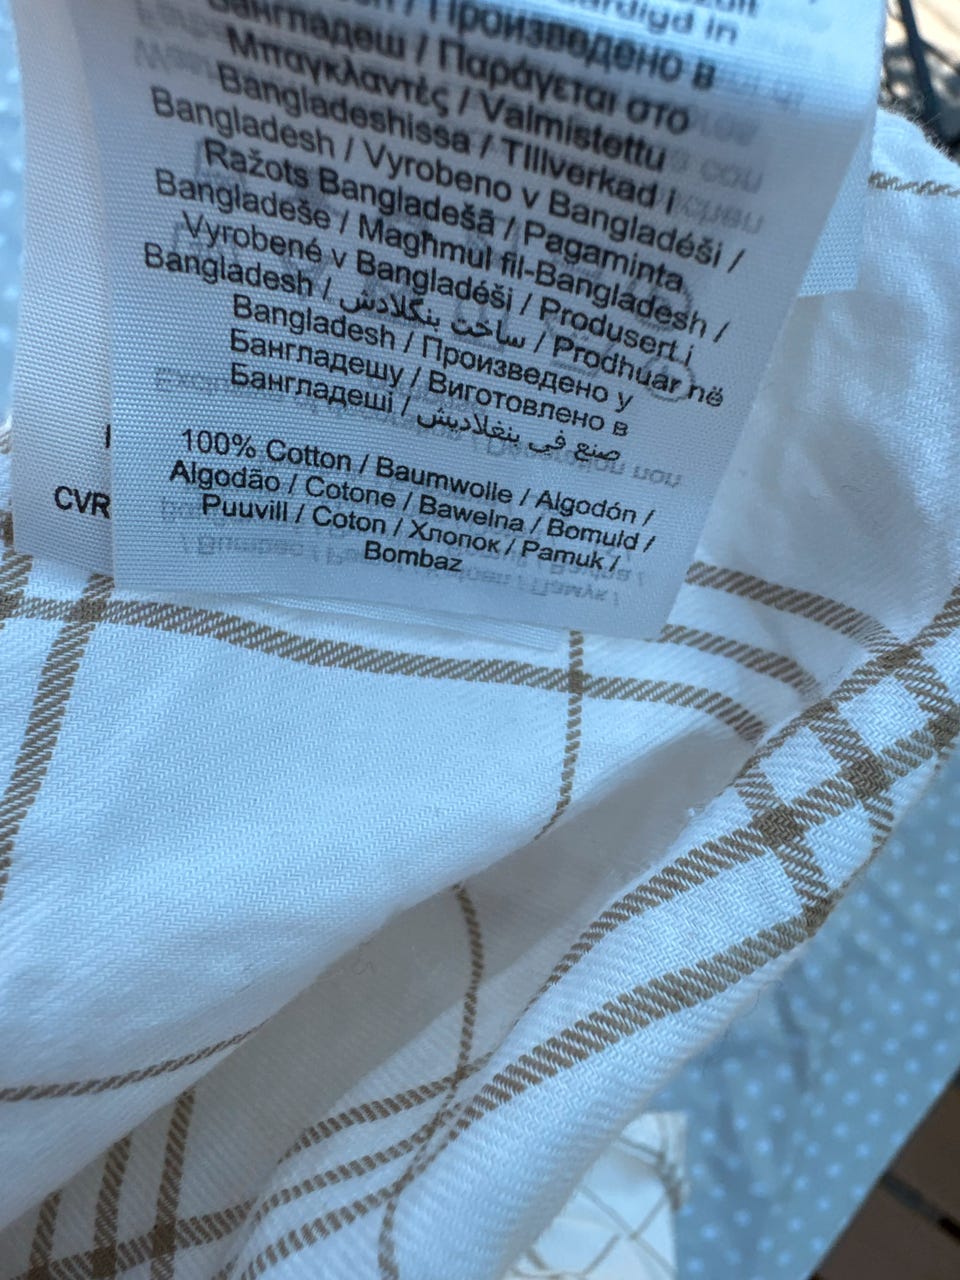 Бангладеш / Произведено в
Μπαγκλαντές / Παράγεται στο
Bangladeshissa / Valmistettu
Bangladesh / Vyrobeno v Bangladéši / Tillverkad i
Ražots Bangladešā / Pagaminta
Bangladeše / Magħmul fil-Bangladesh /
Vyrobené v Bangladéši / Produsert i
Bangladesh / ساخت بنگلادش / Prodhuar në
Bangladesh / Произведено у
Бангладешу / Виготовлено в
Бангладеші / صنع في بنغلاديش
100% Cotton / Baumwolle / Algodón /
Algodão / Cotone / Bawełna / Bomuld /
Puuvill / Coton / Хлопок / Pamuk /
Bombaz
CVR